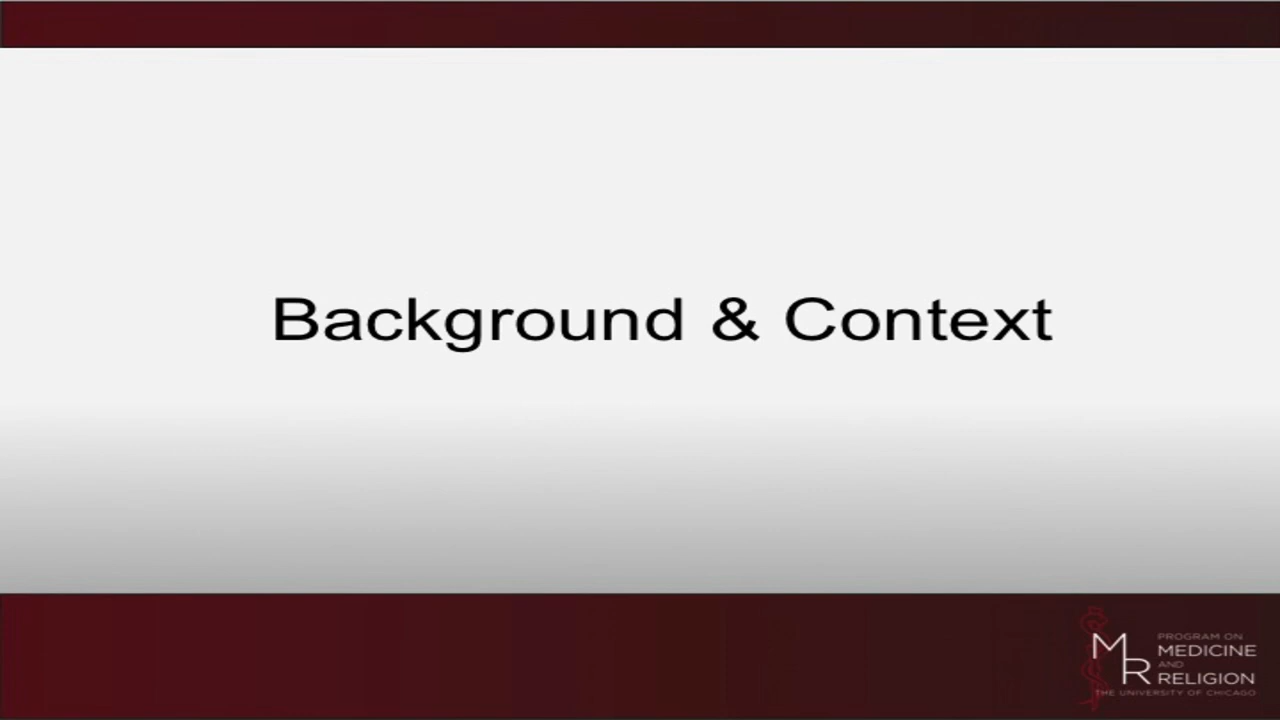 Background & Context
M
R
PROGRAM ON
MEDICINE
AND
RELIGION
THE UNIVERSITY OF CHICAGO